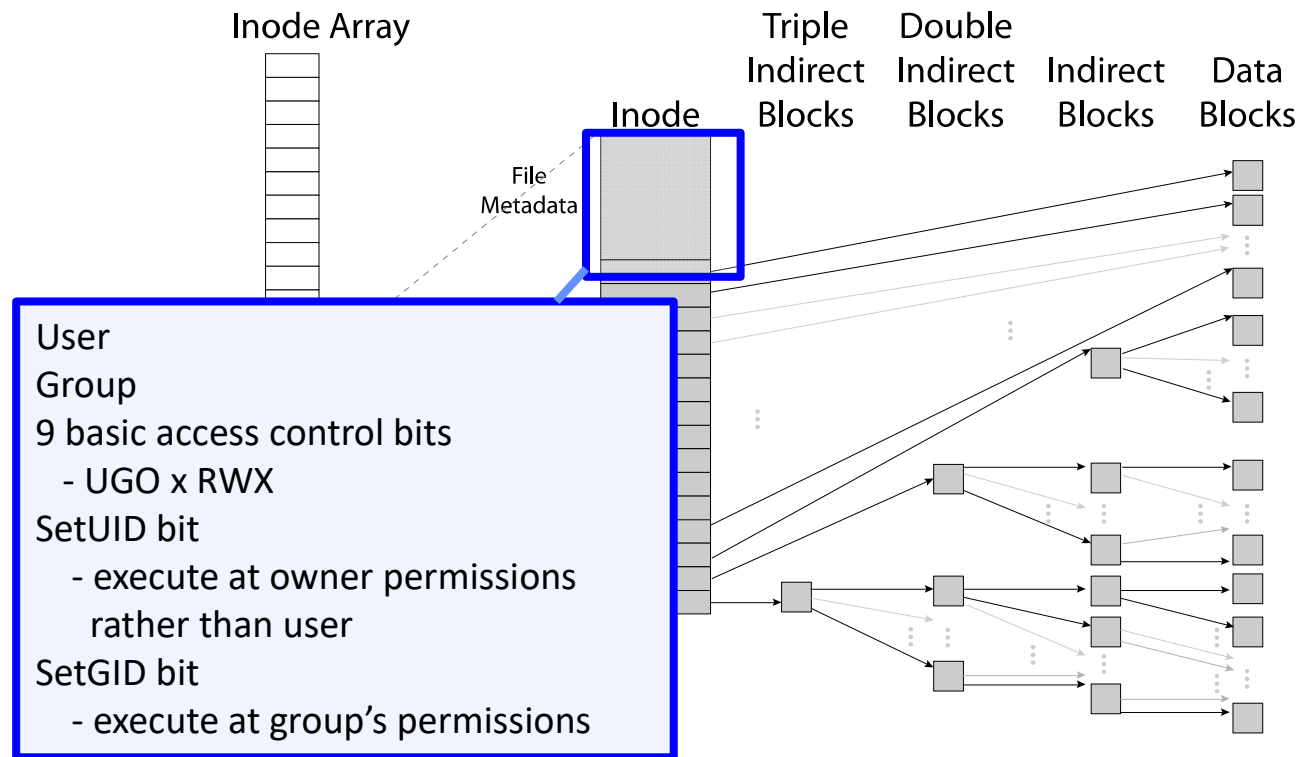 Inode Array
Triple
Indirect
Blocks
Double
Indirect
Blocks
Indirect
Blocks
Data
Blocks
Inode
File
Metadata
User
Group
9 basic access control bits
- UGO x RWX
SetUID bit
- execute at owner permissions
rather than user
SetGID bit
- execute at group’s permissions